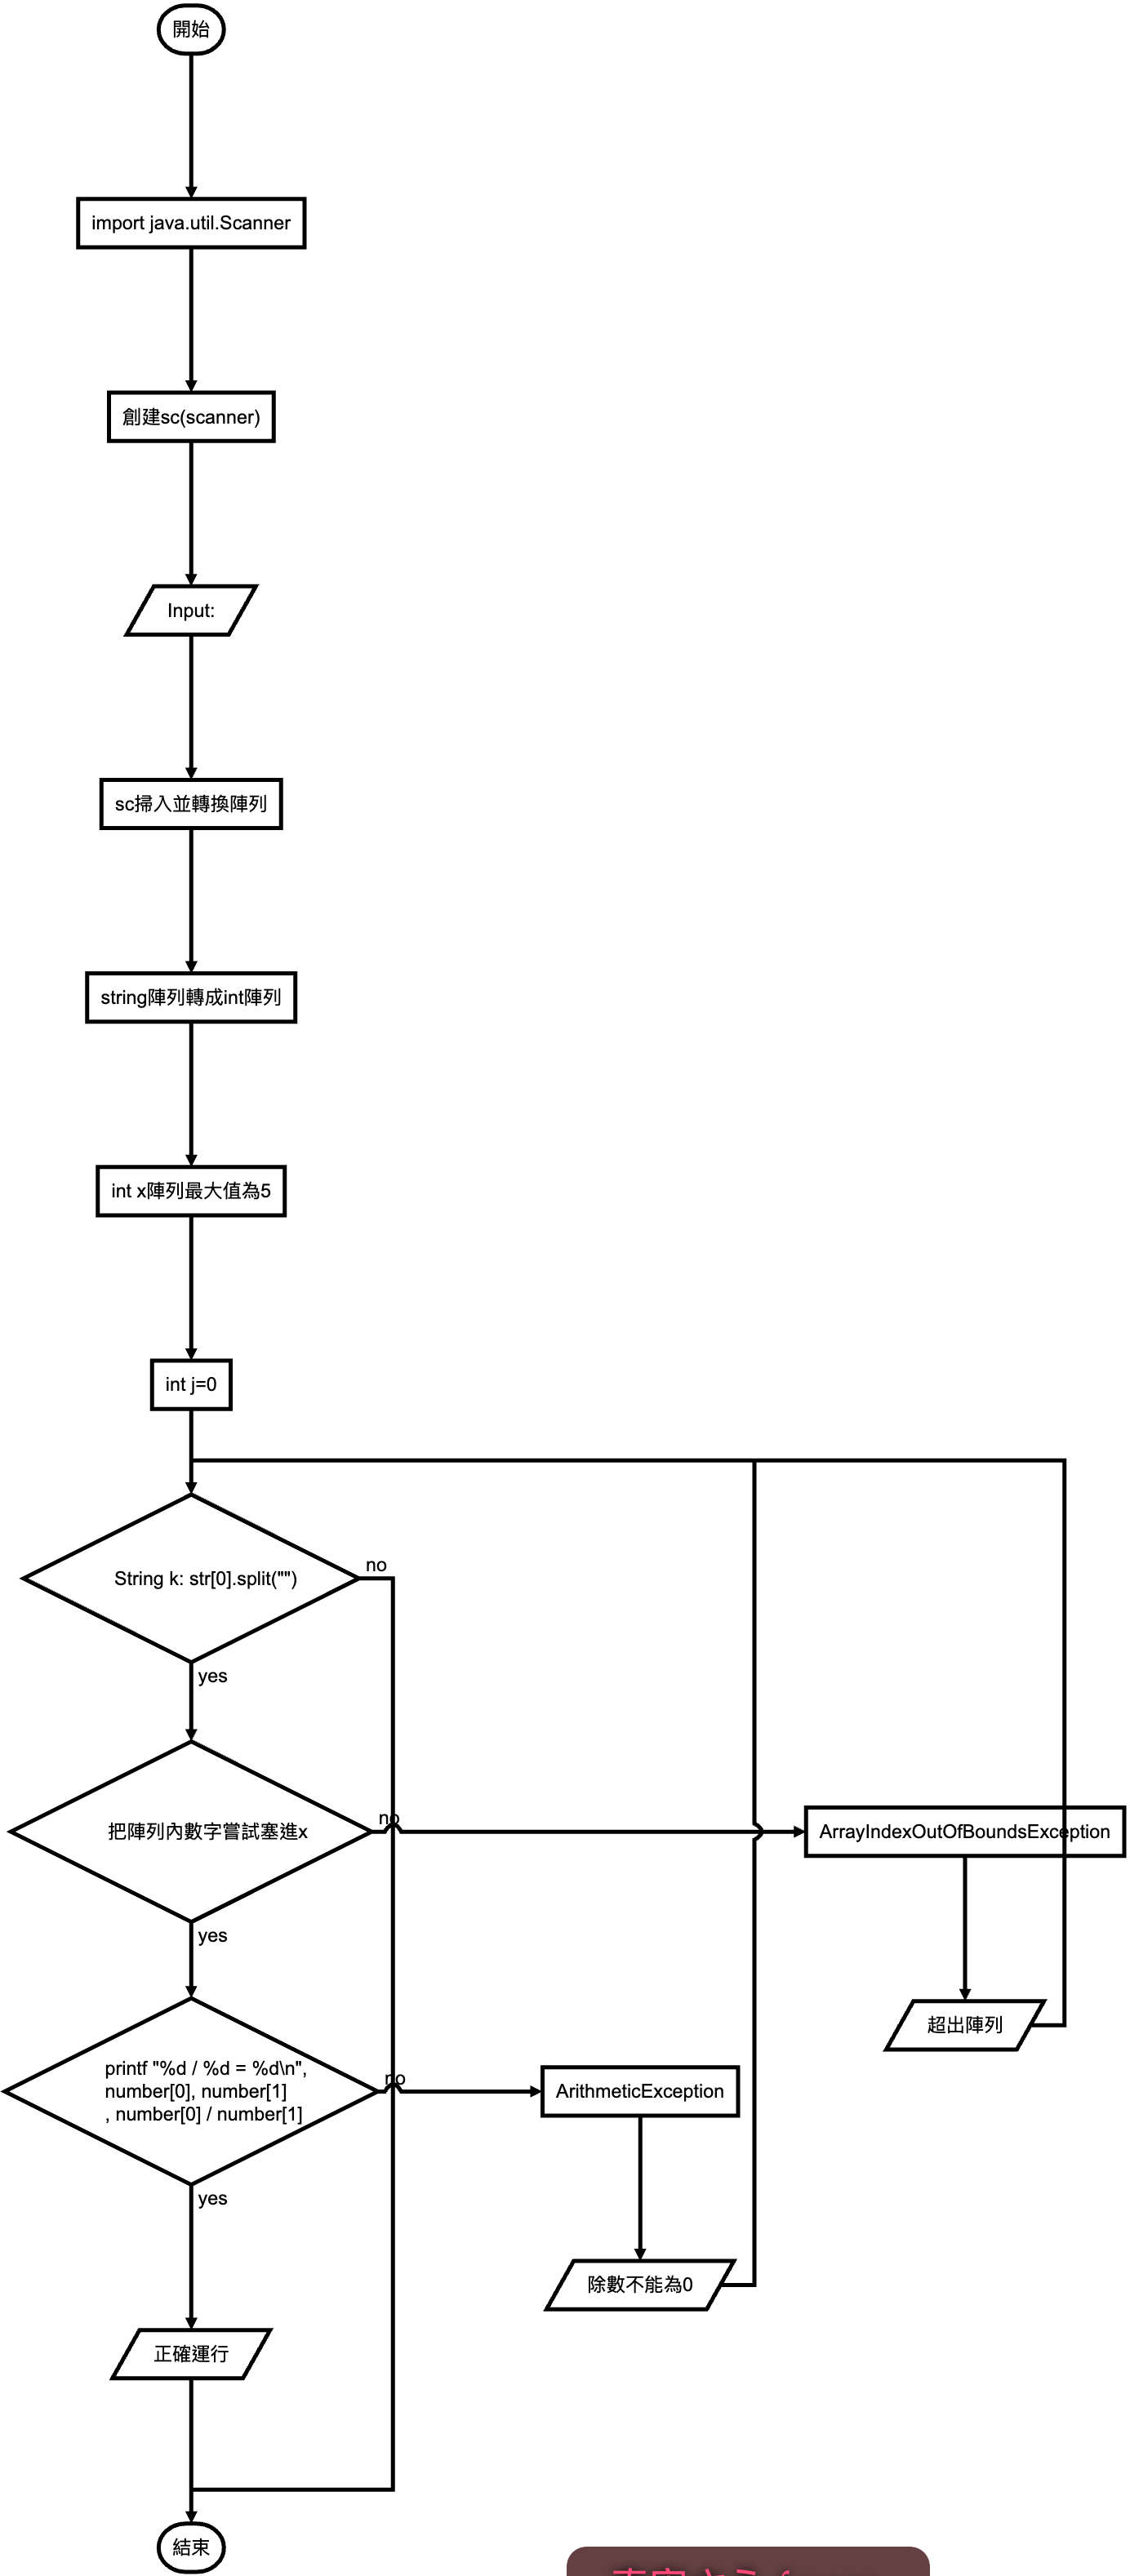 開始
import java.util.Scanner
創建sc(scanner)
Input:
sc掃入並轉換陣列
string陣列轉成int陣列
int x陣列最大值為5
int j=0
String k: str[0].split("")
no
yes
把陣列內數字嘗試塞進x
no
ArrayIndexOutOfBoundsException
yes
超出陣列
printf "%d / %d = %d\n",
number[0], number[1]
, number[0] / number[1]
no
ArithmeticException
yes
除數不能為0
正確運行
結束